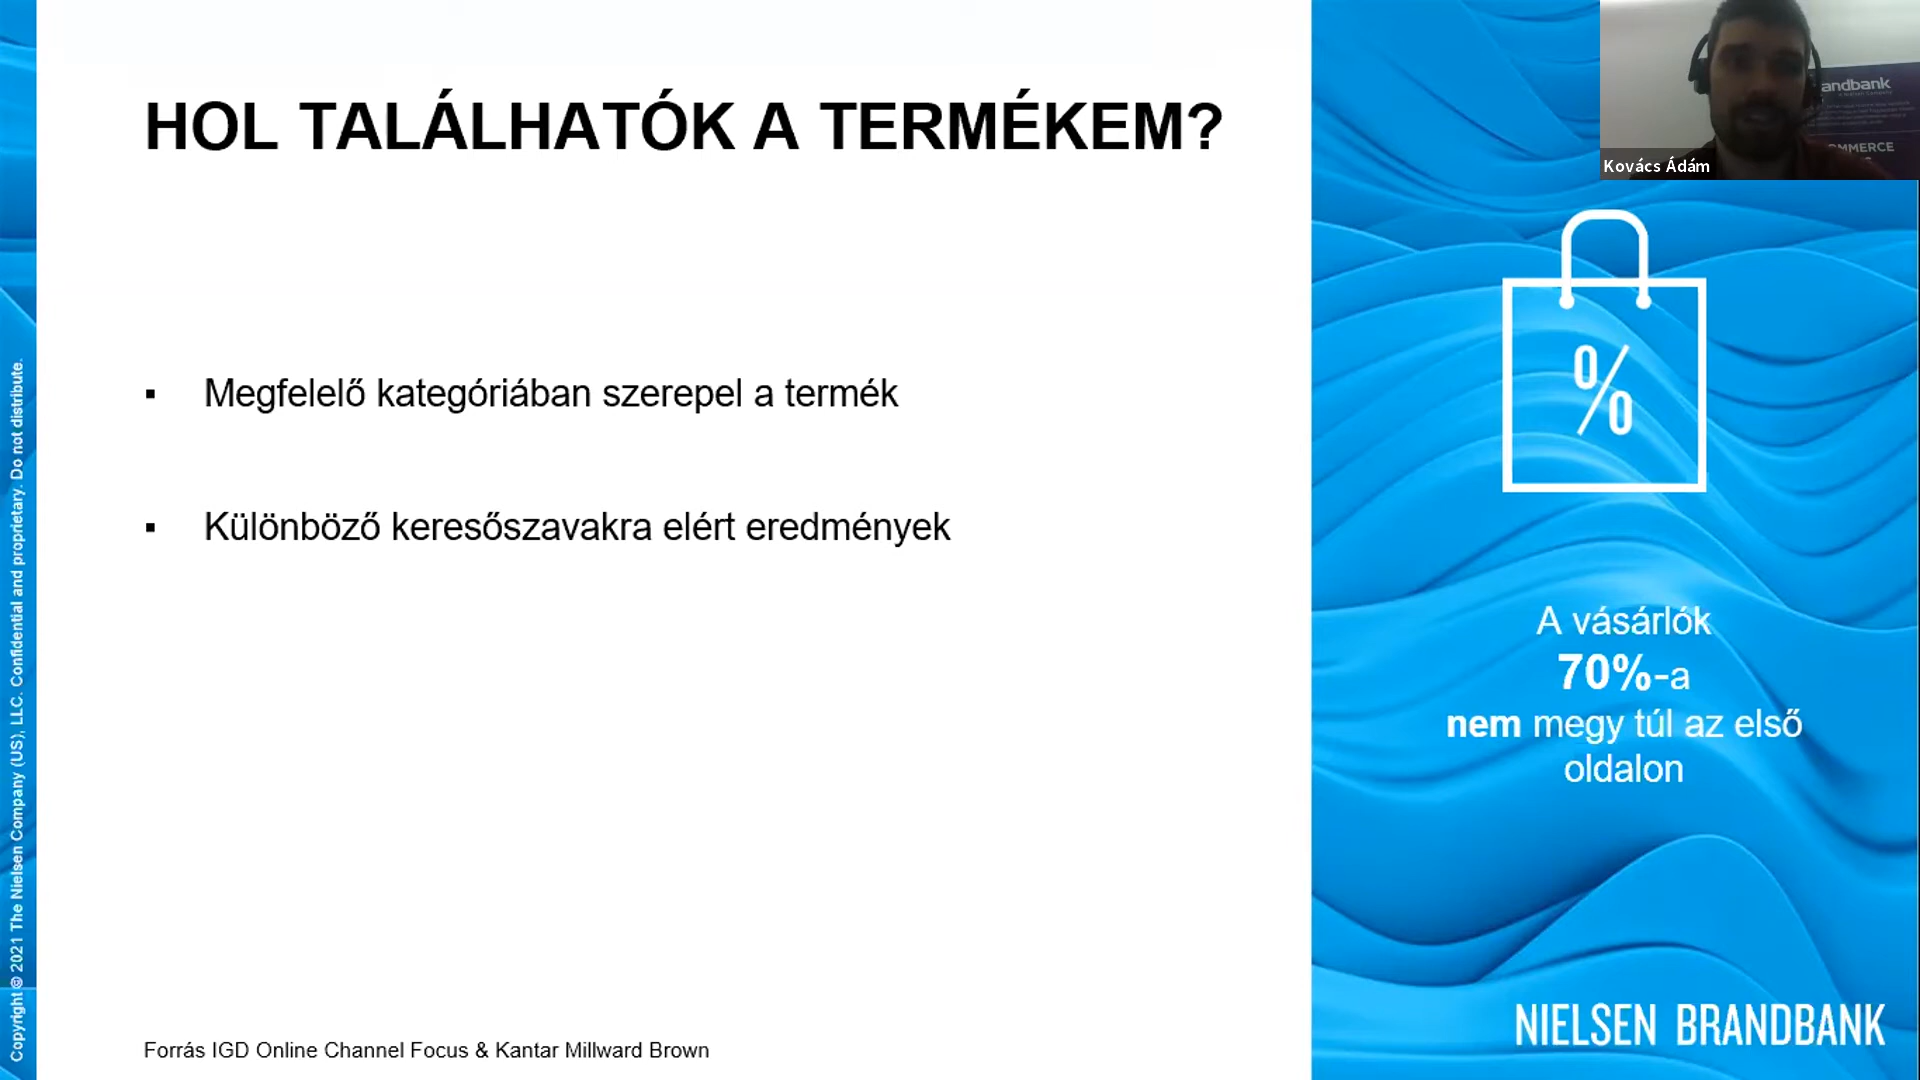 HOL TALÁLHATÓK A TERMÉKEM?
▪ Megfelelő kategóriában szerepel a termék
▪ Különböző keresőszavakra elért eredmények
Forrás IGD Online Channel Focus & Kantar Millward Brown
Copyright © 2021 The Nielsen Company (US), LLC. Confidential and proprietary. Do not distribute.
andbank
MMERCE
Kovács Ádám
%
A vásárlók
70%-a
nem megy túl az első
oldalon
NIELSEN BRANDBANK